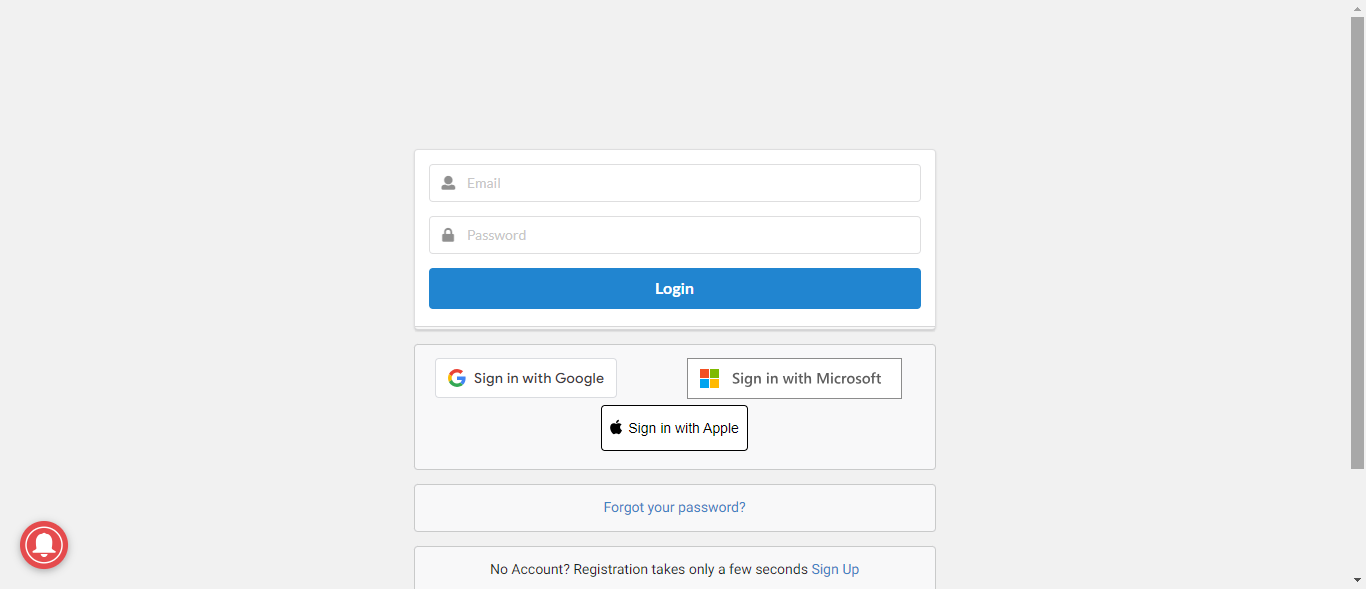 Email
Password
Login
Sign in with Google
Sign in with Microsoft
Sign in with Apple
Forgot your password?
No Account? Registration takes only a few seconds Sign Up